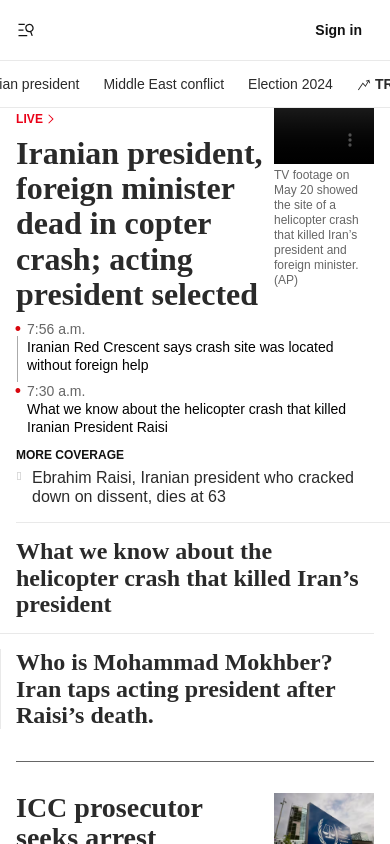 Sign in
ian president Middle East conflict Election 2024 TR
LIVE
Iranian president,
foreign minister
dead in copter
crash; acting
president selected
TV footage on
May 20 showed
the site of a
helicopter crash
that killed Iran’s
president and
foreign minister.
(AP)
7:56 a.m.
Iranian Red Crescent says crash site was located
without foreign help
7:30 a.m.
What we know about the helicopter crash that killed
Iranian President Raisi
MORE COVERAGE
Ebrahim Raisi, Iranian president who cracked
down on dissent, dies at 63
What we know about the
helicopter crash that killed Iran’s
president
Who is Mohammad Mokhber?
Iran taps acting president after
Raisi’s death.
ICC prosecutor
seeks arrest